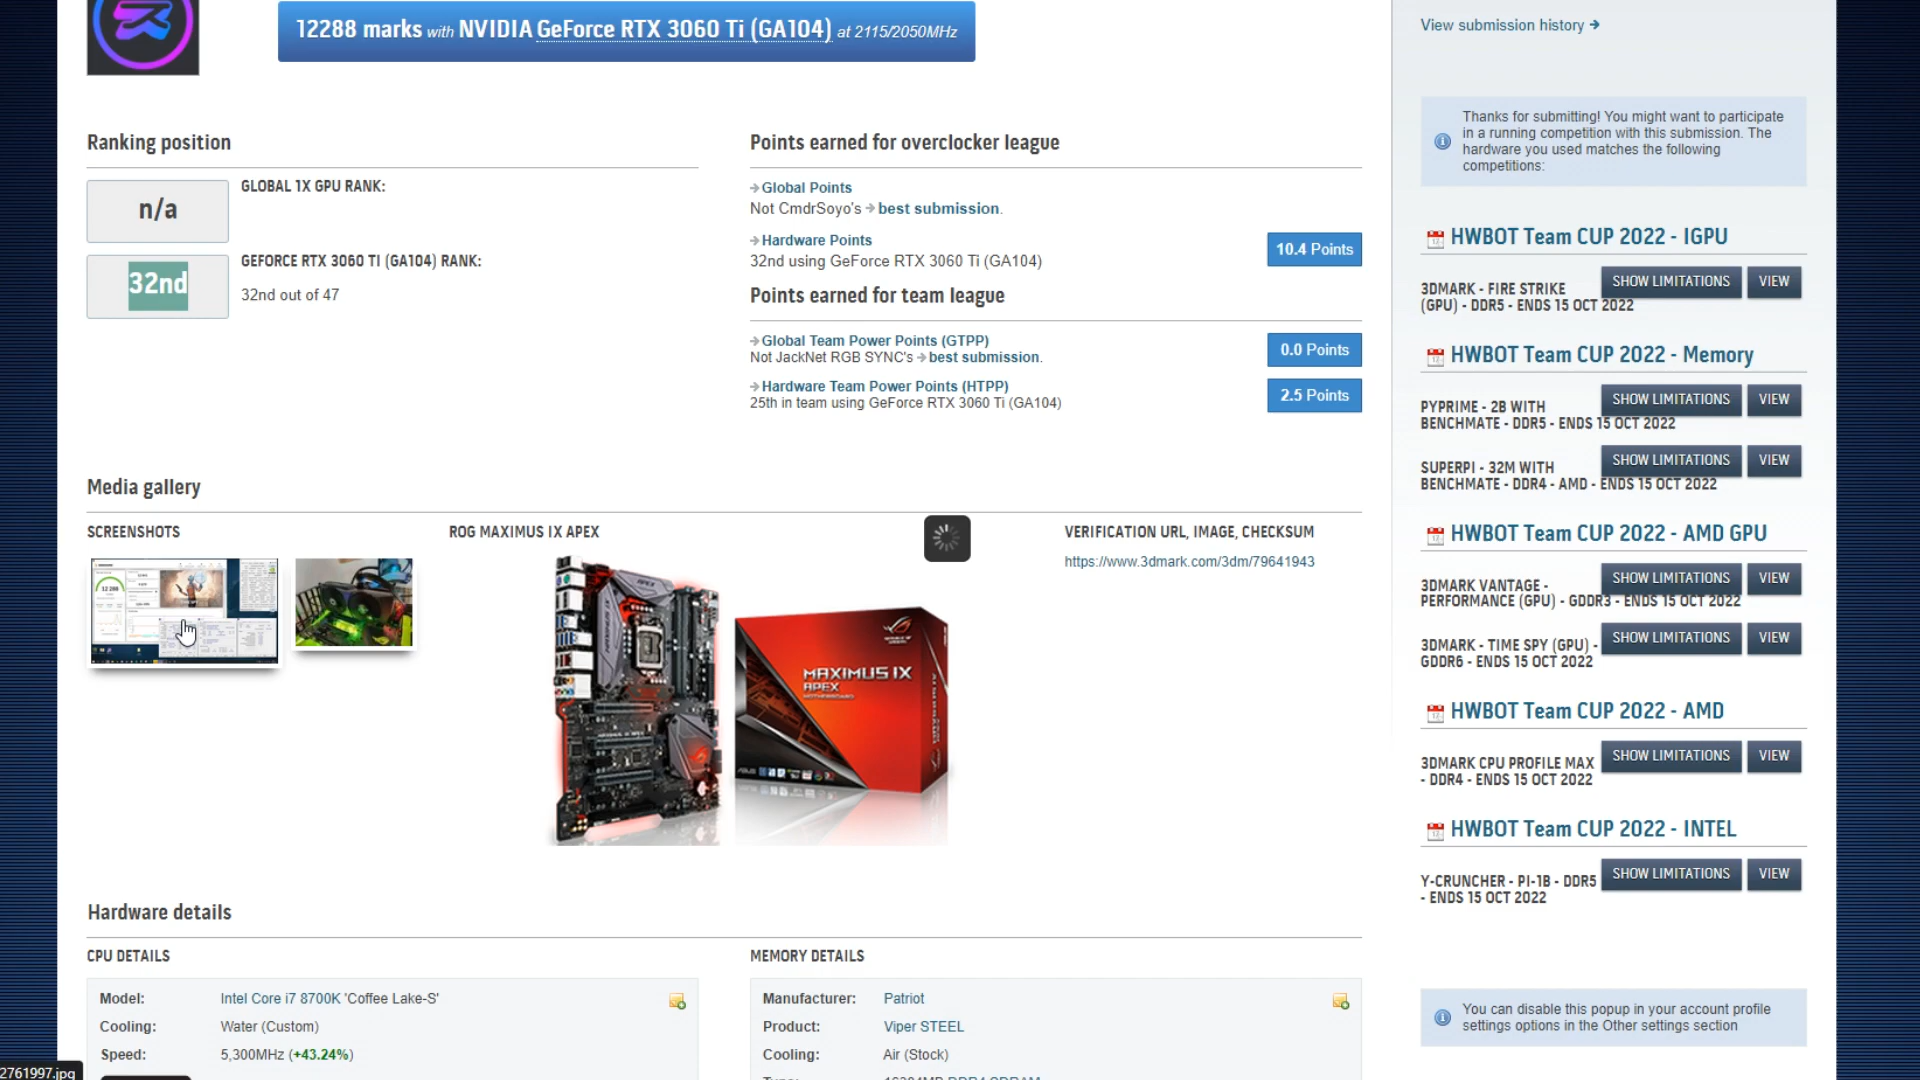 12288 marks with NVIDIA GeForce RTX 3060 Ti (GA104) at 2115/2050MHz
View submission history
Thanks for submitting! You might want to participate
in a running competition with this submission. The
hardware you used matches the following
competitions:
Ranking position
n/a
GLOBAL 1X GPU RANK:
32nd
GEFORCE RTX 3060 TI (GA104) RANK:
32nd out of 47
Points earned for overclocker league
Global Points
Not CmdrSoyo's best submission.
Hardware Points
32nd using GeForce RTX 3060 Ti (GA104)
10.4 Points
Points earned for team league
Global Team Power Points (GTPP)
Not JackNet RGB SYNC's best submission.
0.0 Points
Hardware Team Power Points (HTPP)
25th in team using GeForce RTX 3060 Ti (GA104)
2.5 Points
Media gallery
SCREENSHOTS
12 288
ROG MAXIMUS IX APEX
MAXIMUS IX
APEX
VERIFICATION URL, IMAGE, CHECKSUM
https://www.3dmark.com/3dm/79641943
HWBOT Team CUP 2022 - IGPU
3DMARK - FIRE STRIKE
(GPU) - DDR5 - ENDS 15 OCT 2022
SHOW LIMITATIONS VIEW
HWBOT Team CUP 2022 - Memory
PYPRIME - 2B WITH
BENCHMATE - DDR5 - ENDS 15 OCT 2022
SHOW LIMITATIONS VIEW
SUPERPI - 32M WITH
BENCHMATE - DDR4 - AMD - ENDS 15 OCT 2022
SHOW LIMITATIONS VIEW
HWBOT Team CUP 2022 - AMD GPU
3DMARK VANTAGE -
PERFORMANCE (GPU) - GDDR3 - ENDS 15 OCT 2022
SHOW LIMITATIONS VIEW
3DMARK - TIME SPY (GPU) -
GDDR6 - ENDS 15 OCT 2022
SHOW LIMITATIONS VIEW
HWBOT Team CUP 2022 - AMD
3DMARK CPU PROFILE MAX
- DDR4 - ENDS 15 OCT 2022
SHOW LIMITATIONS VIEW
HWBOT Team CUP 2022 - INTEL
Y-CRUNCHER - PI-1B - DDR5
- ENDS 15 OCT 2022
SHOW LIMITATIONS VIEW
Hardware details
CPU DETAILS
Model: Intel Core i7 8700K 'Coffee Lake-S'
Cooling: Water (Custom)
Speed: 5,300MHz (+43.24%)
MEMORY DETAILS
Manufacturer: Patriot
Product: Viper STEEL
Cooling: Air (Stock)
Type: 16384MB DDR4 SDRAM
You can disable this popup in your account profile
settings options in the Other settings section
2761997.jpg